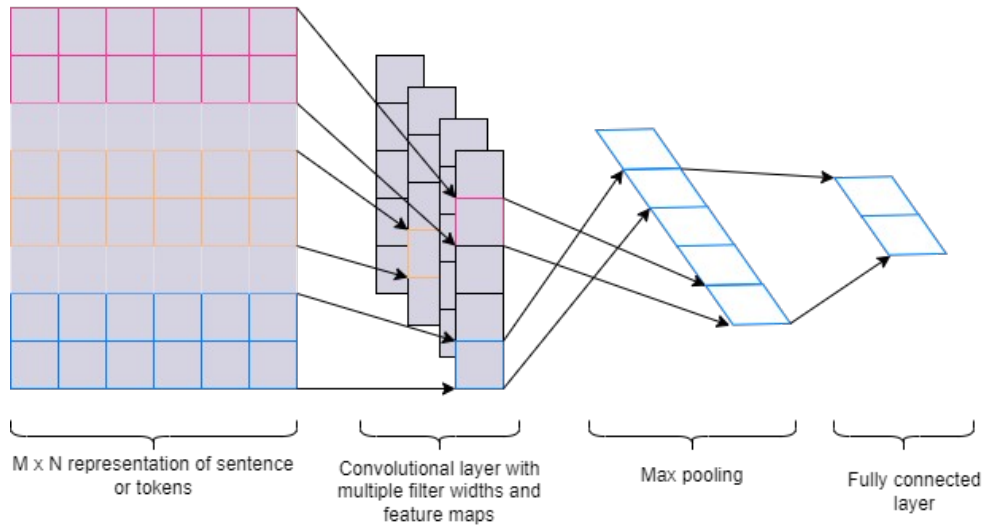 M x N representation of sentence
or tokens
Convolutional layer with
multiple filter widths and
feature maps
Max pooling
Fully connected
layer